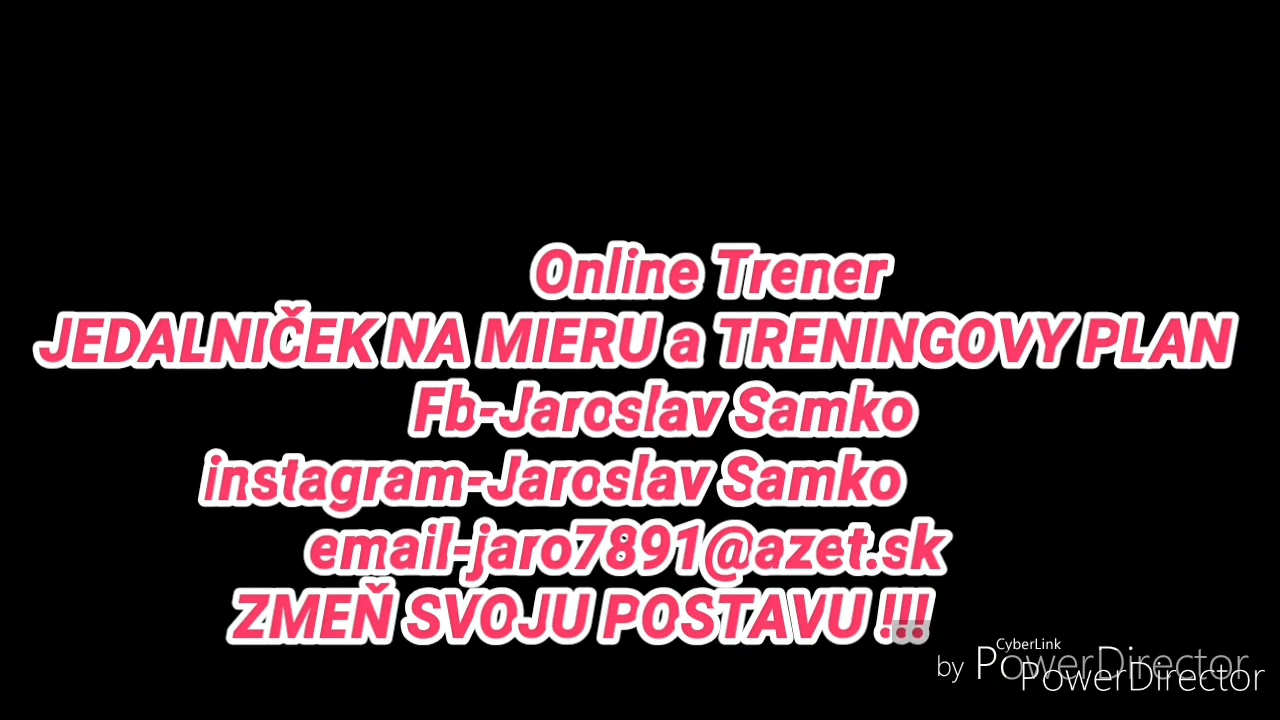 Online Trener
JEDALNIČEK NA MIERU a TRENINGOVY PLAN
Fb-Jaroslav Samko
instagram-Jaroslav Samko
email-jaro7891@azet.sk
ZMEŇ SVOJU POSTAVU !!!
CyberLink
by PowerDirector
PowerDirector